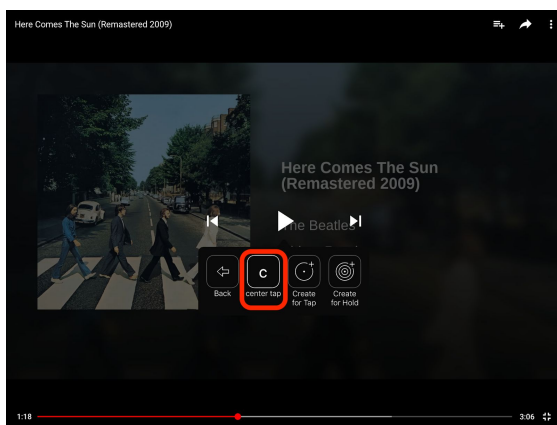 Here Comes The Sun (Remastered 2009)
Here Comes The Sun
(Remastered 2009)
The Beatles
C
Back
center tap
Create
for Tap
Create
for Hold
1:18
3:06